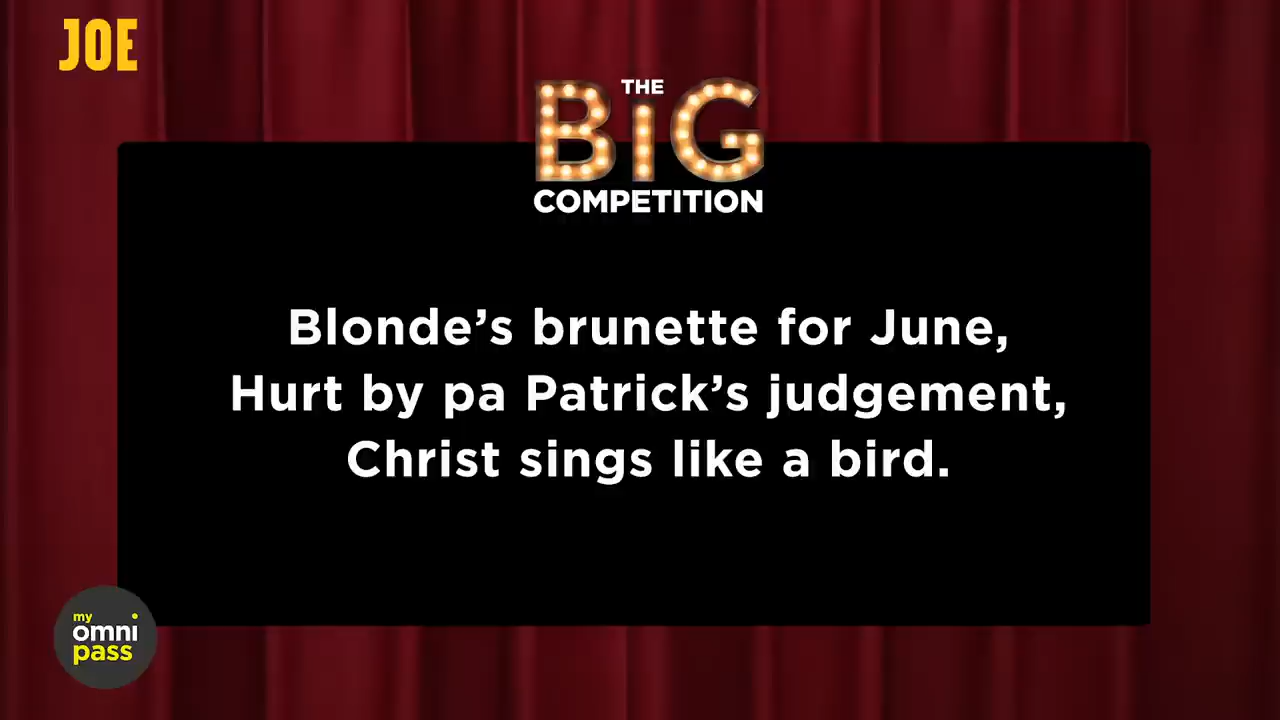 JOE
THE
BIG
COMPETITION
Blonde’s brunette for June,
Hurt by pa Patrick’s judgement,
Christ sings like a bird.
my
omni
pass